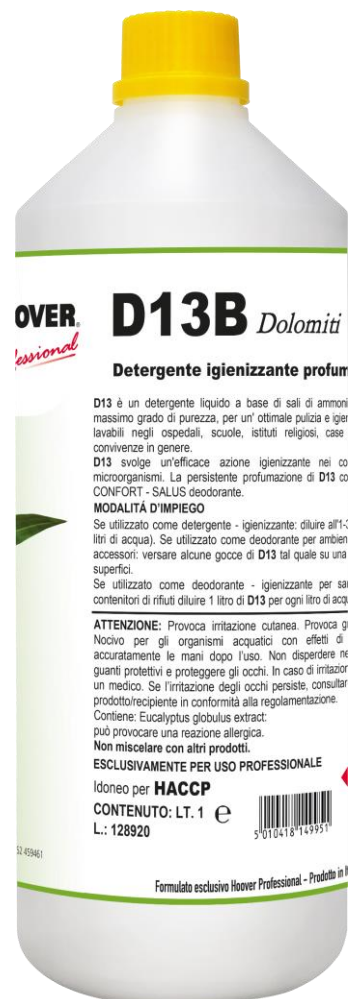 OVER®
D13B Dolomiti
Detergente igienizzante profum
D13 è un detergente liquido a base di sali di ammoni
massimo grado di purezza, per un' ottimale pulizia e igien
lavabili negli ospedali, scuole, istituti religiosi, case
convivenze in genere.
D13 svolge un'efficace azione igienizzante nei co
microorganismi. La persistente profumazione di D13 co
CONFORT - SALUS deodorante.
MODALITÁ D'IMPIEGO
Se utilizzato come detergente - igienizzante: diluire all'1-3
litri di acqua). Se utilizzato come deodorante per ambien
accessori: versare alcune gocce di D13 tal quale su una
superfici.
Se utilizzato come deodorante - igienizzante per sa
contenitori di rifiuti diluire 1 litro di D13 per ogni litro di acqu
ATTENZIONE: Provoca irritazione cutanea. Provoca g
Nocivo per gli organismi acquatici con effetti di
accuratamente le mani dopo l'uso. Non disperdere ne
guanti protettivi e proteggere gli occhi. In caso di irritazion
un medico. Se l'irritazione degli occhi persiste, consultar
prodotto/recipiente in conformità alla regolamentazione.
Contiene: Eucalyptus globulus extract:
può provocare una reazione allergica.
Non miscelare con altri prodotti.
ESCLUSIVAMENTE PER USO PROFESSIONALE
Idoneo per HACCP
CONTENUTO: LT. 1 e
L.: 128920
5 010418 149951
52 459461
Formulato esclusivo Hoover Professional - Prodotto in It
essional